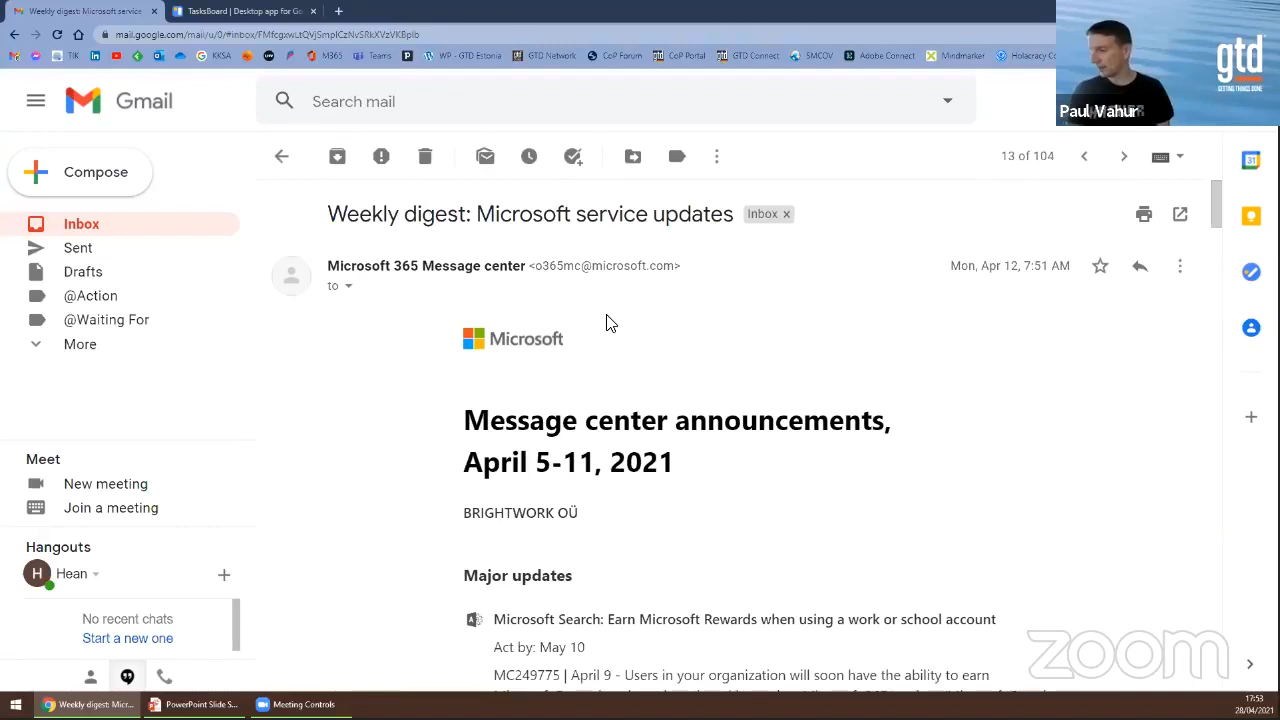 Weekly digest: Microsoft service
TasksBoard | Desktop app for Go
mail.google.com/mail/u/0/#inbox/
Gmail KKSA M365 Teams WP - GTD Estonia GTD Network CoP Forum CoP Portal GTD Connect SMCOV Adobe Connect Mindmarker Holacracy Con
gtd
GETTING THINGS DONE
Paul Vahur
Gmail
Search mail
Compose
13 of 104
Inbox
Sent
Drafts
@Action
@Waiting For
More
Weekly digest: Microsoft service updates
Inbox x
Microsoft 365 Message center <o365mc@microsoft.com>
Mon, Apr 12, 7:51 AM
to
31
Microsoft
Message center announcements,
April 5-11, 2021
BRIGHTWORK OÜ
Major updates
Microsoft Search: Earn Microsoft Rewards when using a work or school account
Act by: May 10
MC249775 | April 9 - Users in your organization will soon have the ability to earn
Meet
New meeting
Join a meeting
Hangouts
H
Hean
No recent chats
Start a new one
zoom
Weekly digest: Micr...
PowerPoint Slide S...
Meeting Controls
17:53
28/04/2021